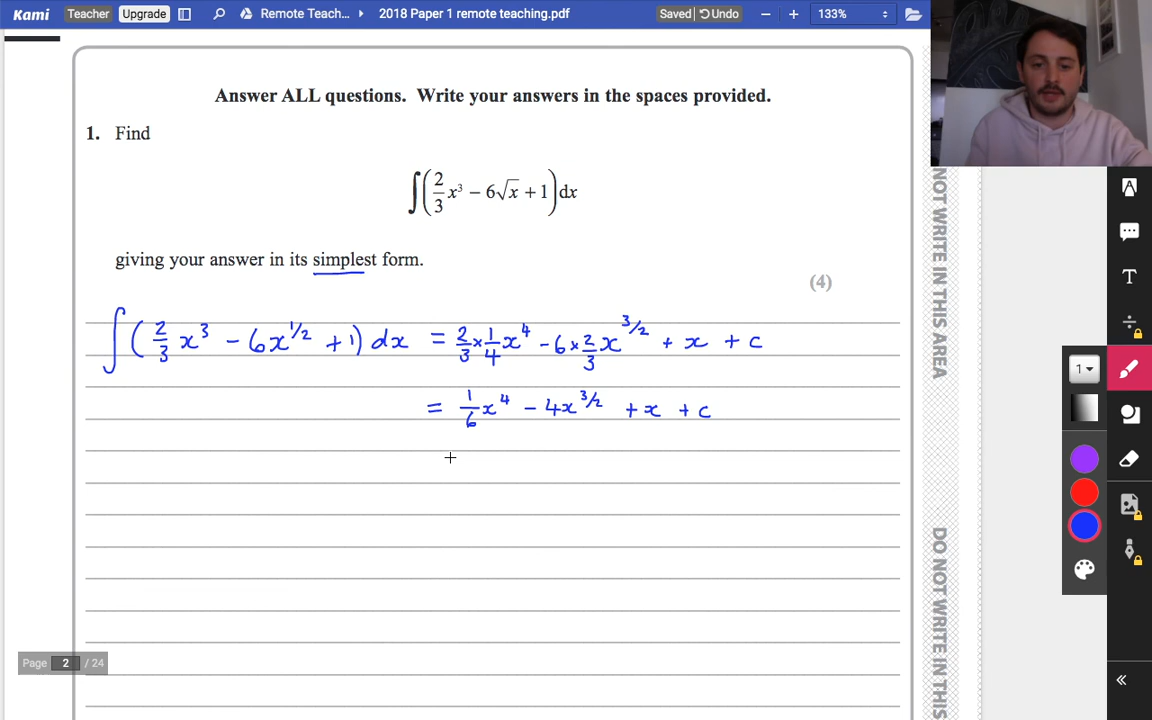 Kami Teacher Upgrade Remote Teach... 2018 Paper 1 remote teaching.pdf Saved Undo − + 133%
Answer ALL questions. Write your answers in the spaces provided.
1. Find
∫(2/3 x³ − 6√x + 1)dx
giving your answer in its simplest form.
(4)
∫(2/3 x³ − 6x^1/2 + 1) dx = 2/3 × 1/4 x⁴ − 6 × 2/3 x^3/2 + x + c
= 1/6 x⁴ − 4x^3/2 + x + c
NOT WRITE IN THIS AREA
DO NOT WRITE IN THIS
T
1
Page 2 / 24